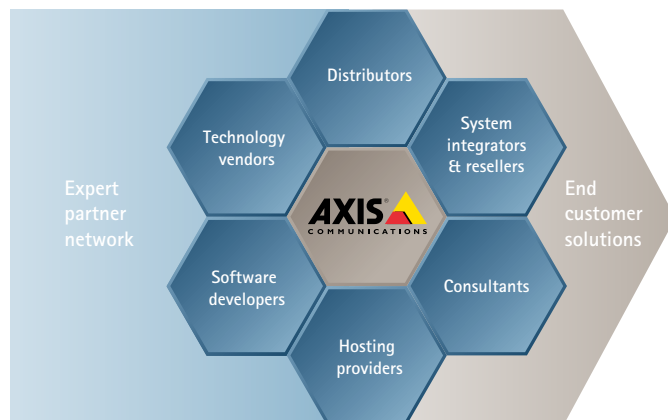 Distributors
Technology
vendors
System
integrators
& resellers
Expert
partner
network
AXIS
COMMUNICATIONS
End
customer
solutions
Software
developers
Consultants
Hosting
providers